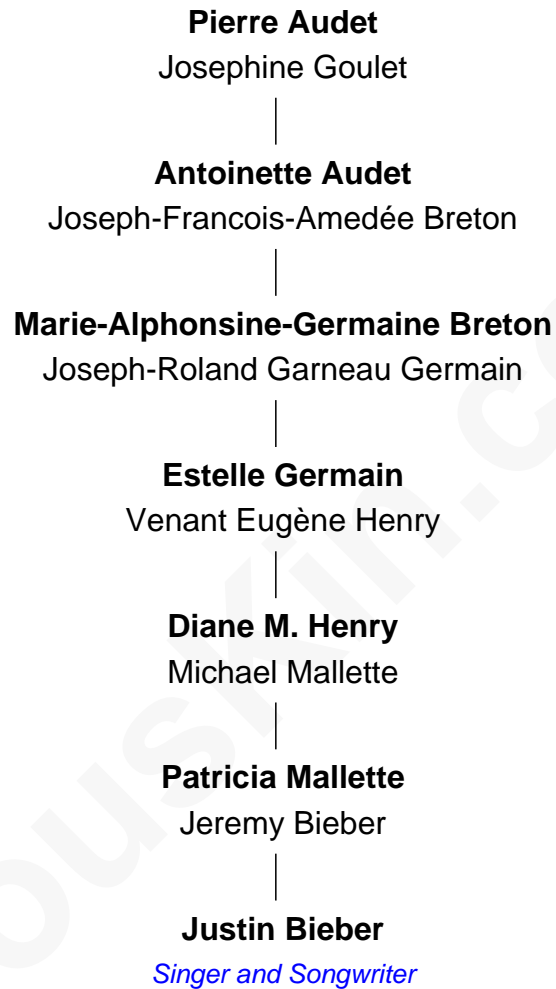 Pierre Audet
Josephine Goulet
Antoinette Audet
Joseph-Francois-Amedée Breton
Marie-Alphonsine-Germaine Breton
Joseph-Roland Garneau Germain
Estelle Germain
Venant Eugène Henry
Diane M. Henry
Michael Mallette
Patricia Mallette
Jeremy Bieber
Justin Bieber
Singer and Songwriter